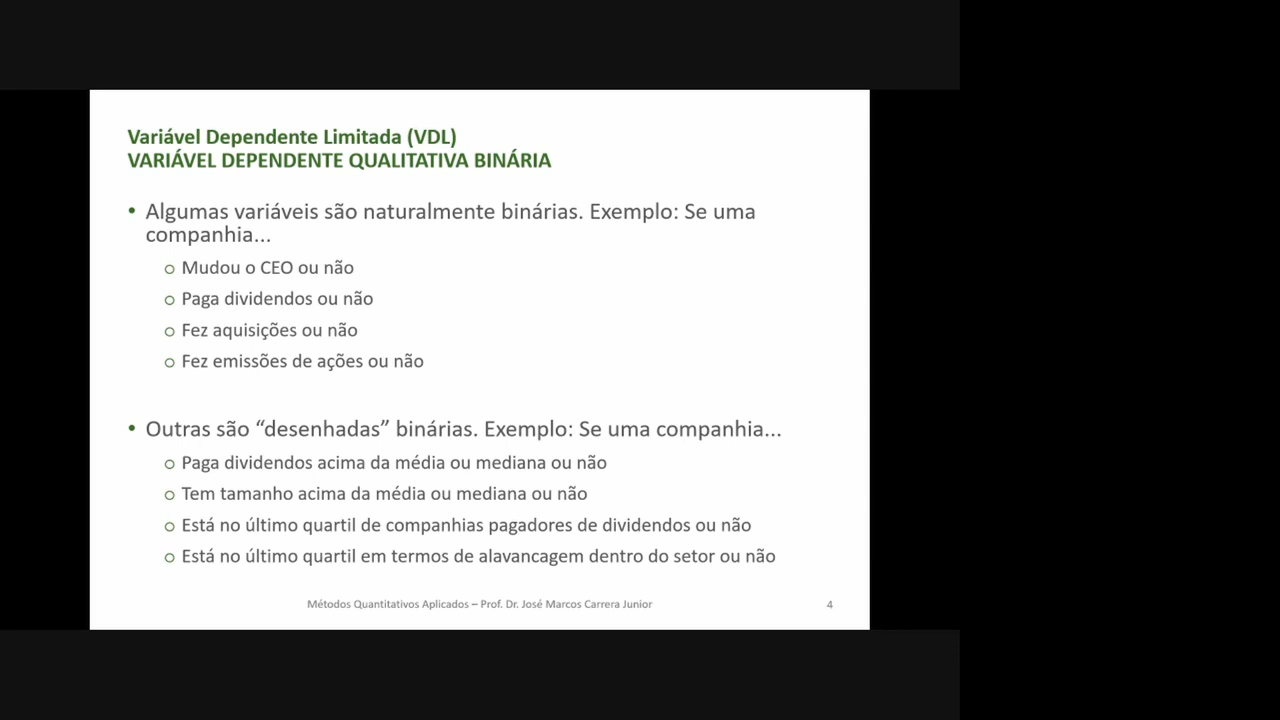 Variável Dependente Limitada (VDL)
VARIÁVEL DEPENDENTE QUALITATIVA BINÁRIA
• Algumas variáveis são naturalmente binárias. Exemplo: Se uma
companhia...
o Mudou o CEO ou não
o Paga dividendos ou não
o Fez aquisições ou não
o Fez emissões de ações ou não
• Outras são “desenhadas” binárias. Exemplo: Se uma companhia...
o Paga dividendos acima da média ou mediana ou não
o Tem tamanho acima da média ou mediana ou não
o Está no último quartil de companhias pagadores de dividendos ou não
o Está no último quartil em termos de alavancagem dentro do setor ou não
Métodos Quantitativos Aplicados – Prof. Dr. José Marcos Carrera Junior
4